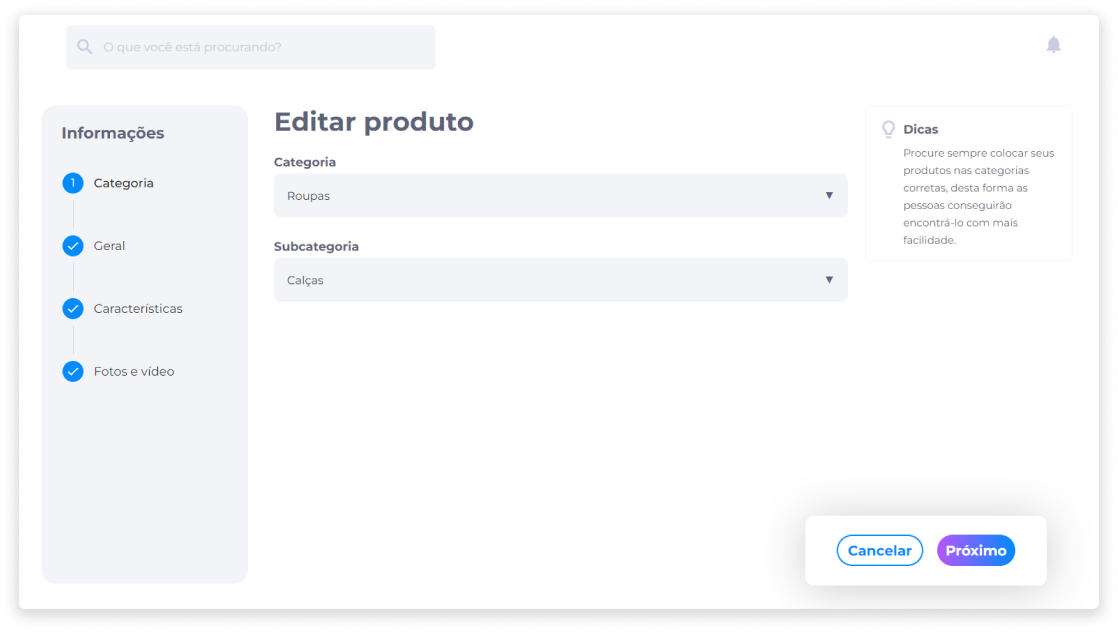 O que você está procurando?
Informações
1 Categoria
Geral
Características
Fotos e vídeo
Editar produto
Categoria
Roupas
Subcategoria
Calças
Dicas
Procure sempre colocar seus
produtos nas categorias
corretas, desta forma as
pessoas conseguirão
encontrá-lo com mais
facilidade.
Cancelar
Próximo